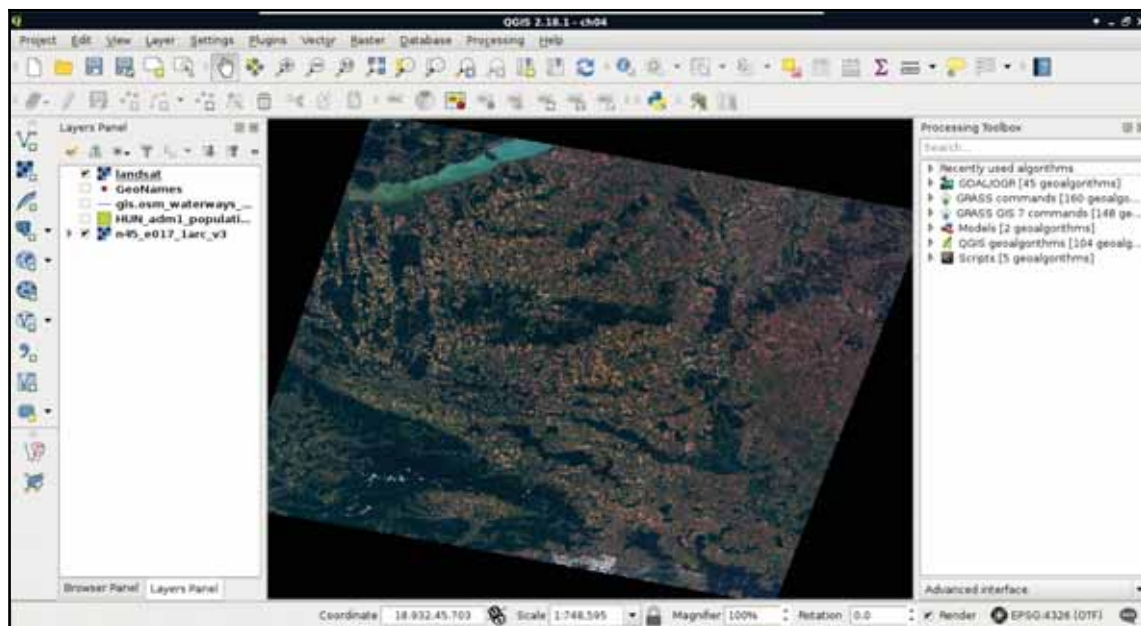 QGIS 2.18.1 - ch04
Project Edit View Layer Settings Plugins Vector Raster Database Processing Help
Layers Panel
landsat
GeoNames
gis.osm_waterways_...
HUN_adm1_populati...
n45_e017_1arc_v3
Browser Panel Layers Panel
Processing Toolbox
Search...
Recently used algorithms
GDAL/OGR [45 geoalgorithms]
GRASS commands [160 geoalgo...
GRASS GIS 7 commands [148 ge...
Models [2 geoalgorithms]
QGIS geoalgorithms [104 geoalg...
Scripts [5 geoalgorithms]
Advanced interface
Coordinate 18.932,45.703 Scale 1:748,595 Magnifier 100% Rotation 0.0 Render EPSG:4326 (OTF)